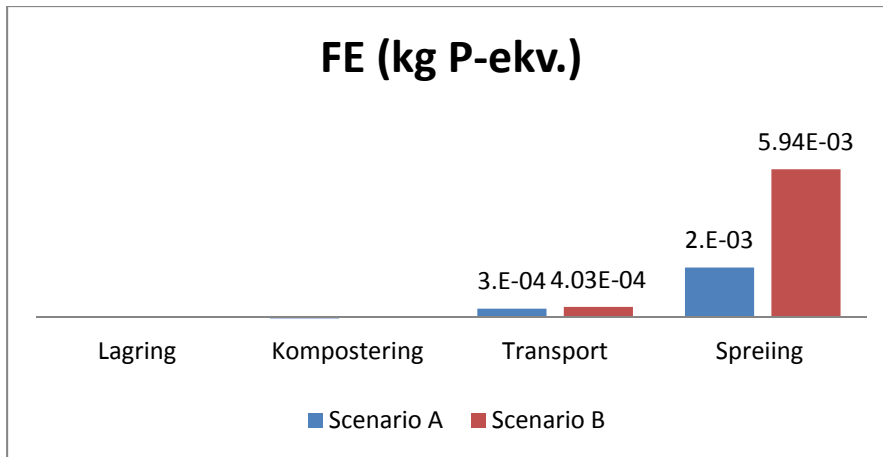 FE (kg P-ekv.)
5.94E-03
2.E-03
3.E-04 4.03E-04
Lagring Kompostering Transport Spreiing
Scenario A Scenario B